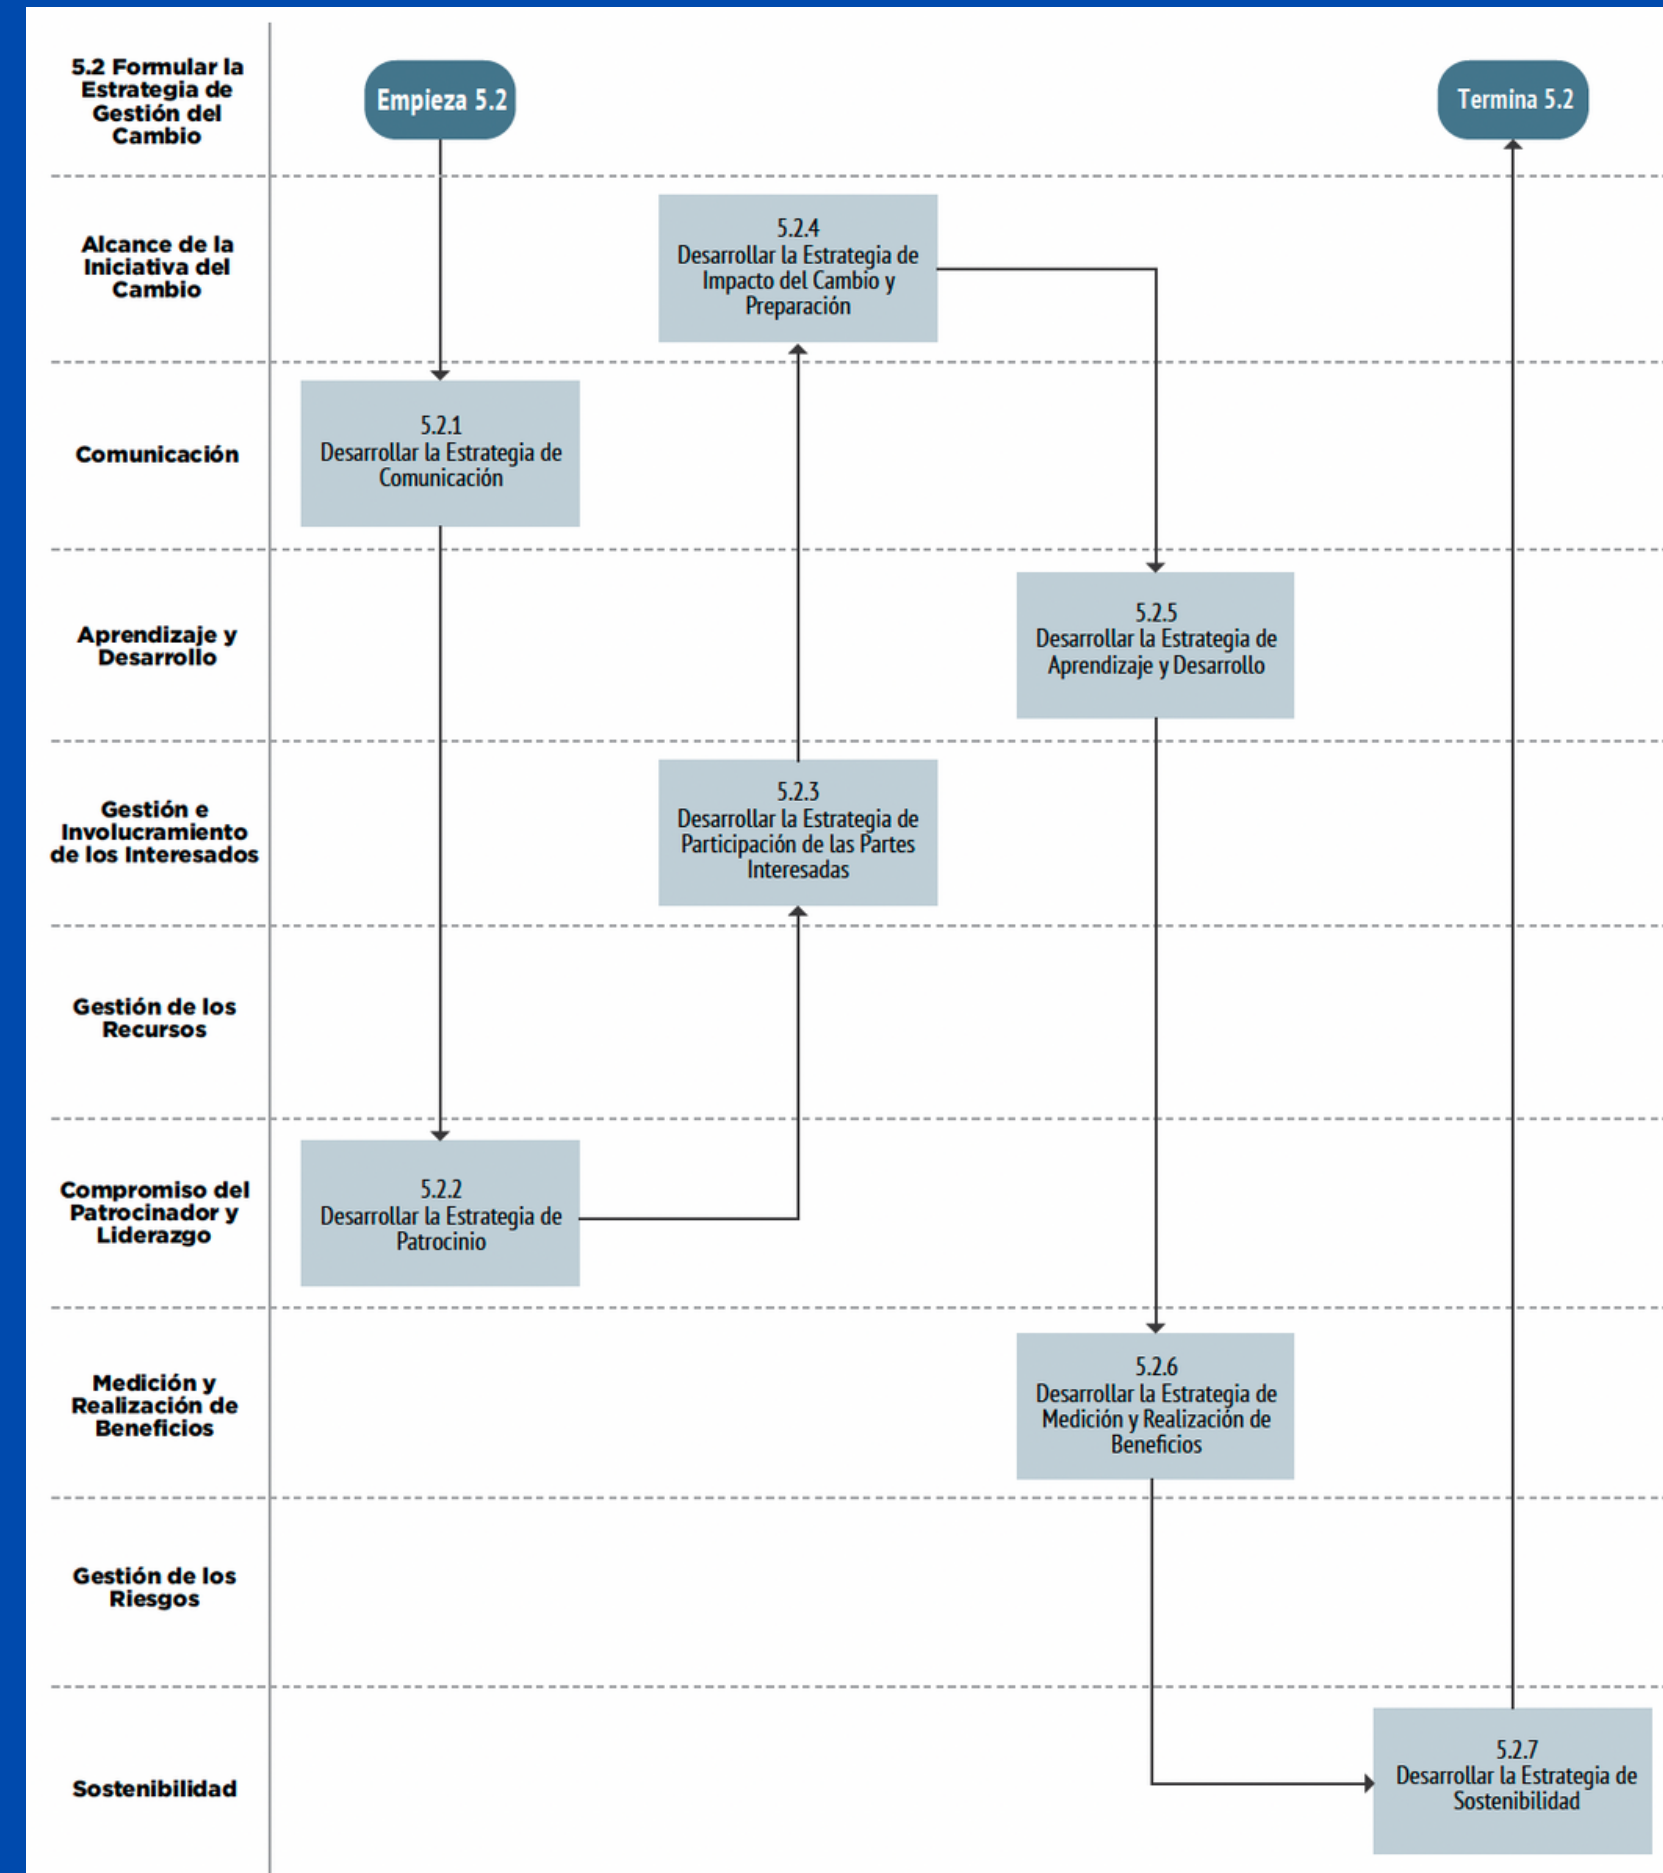 5.2 Formular la
Estrategia de
Gestión del
Cambio
Empieza 5.2
Termina 5.2
Alcance de la
Iniciativa del
Cambio
5.2.4
Desarrollar la Estrategia de
Impacto del Cambio y
Preparación
Comunicación
5.2.1
Desarrollar la Estrategia de
Comunicación
Aprendizaje y
Desarrollo
5.2.5
Desarrollar la Estrategia de
Aprendizaje y Desarrollo
Gestión e
Involucramiento
de los Interesados
5.2.3
Desarrollar la Estrategia de
Participación de las Partes
Interesadas
Gestión de los
Recursos
Compromiso del
Patrocinador y
Liderazgo
5.2.2
Desarrollar la Estrategia de
Patrocinio
Medición y
Realización de
Beneficios
5.2.6
Desarrollar la Estrategia de
Medición y Realización de
Beneficios
Gestión de los
Riesgos
Sostenibilidad
5.2.7
Desarrollar la Estrategia de
Sostenibilidad